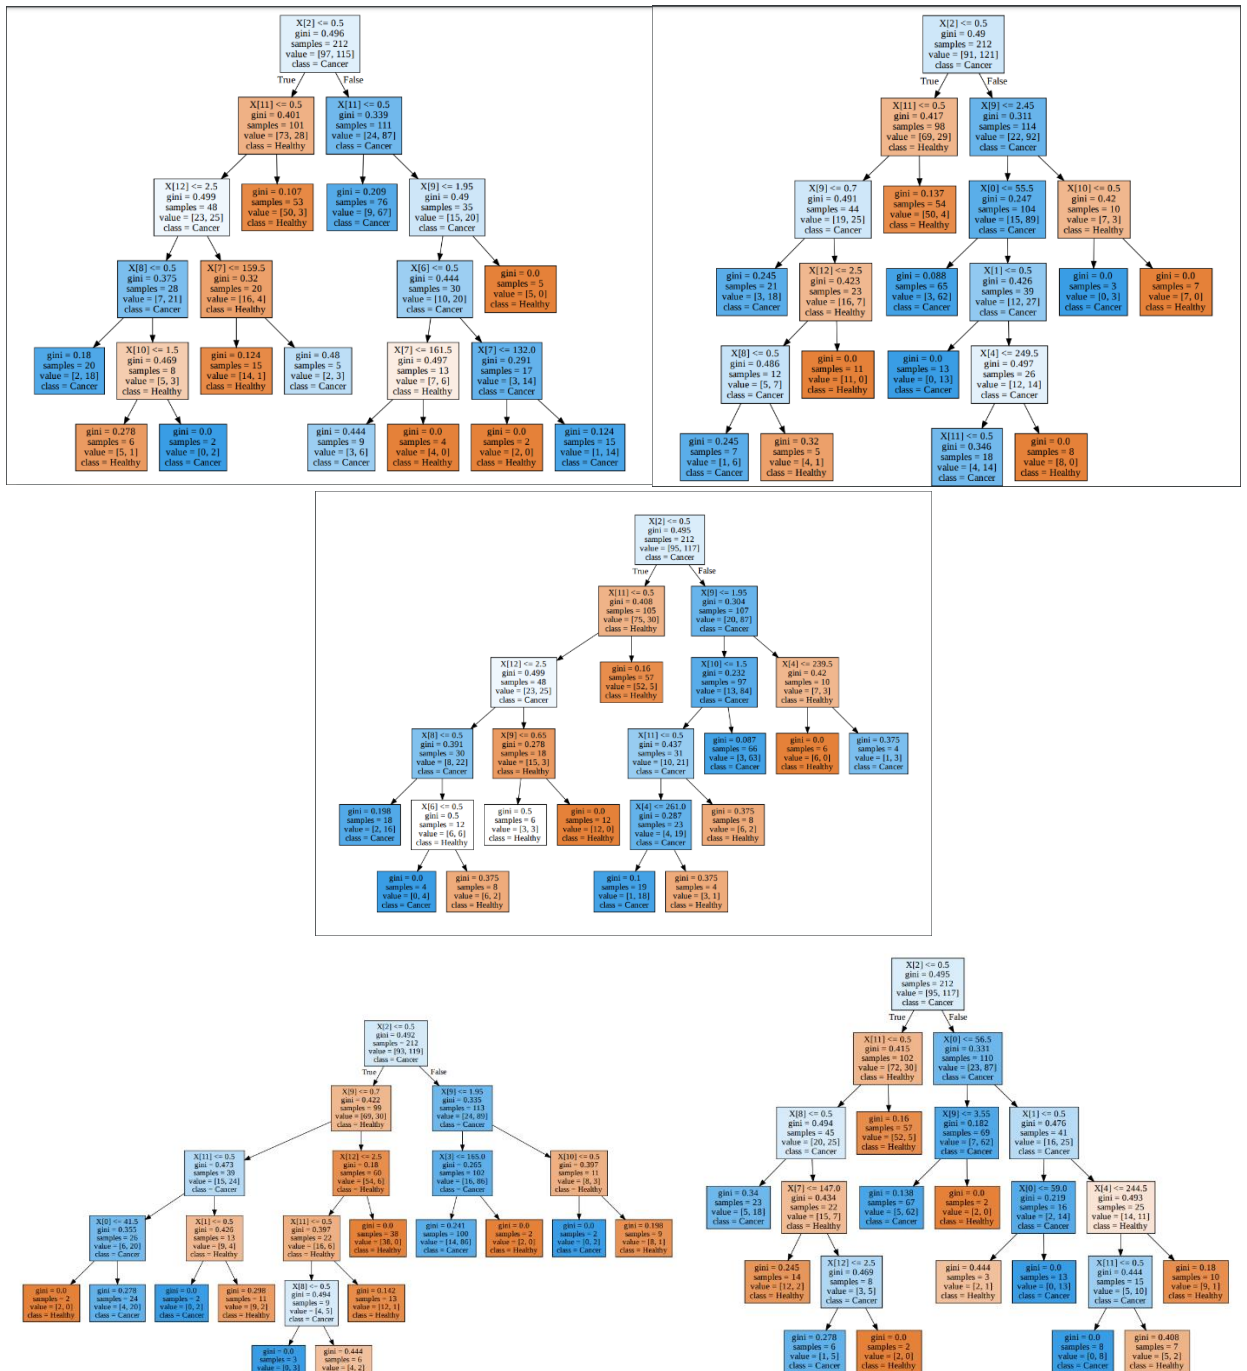 X[2] <= 0.5
gini = 0.496
samples = 212
value = [97, 115]
class = Cancer
True
False
X[11] <= 0.5
gini = 0.401
samples = 101
value = [73, 28]
class = Healthy
X[11] <= 0.5
gini = 0.339
samples = 111
value = [24, 87]
class = Cancer
X[12] <= 2.5
gini = 0.499
samples = 48
value = [23, 25]
class = Cancer
gini = 0.107
samples = 53
value = [50, 3]
class = Healthy
gini = 0.209
samples = 76
value = [9, 67]
class = Cancer
X[9] <= 1.95
gini = 0.49
samples = 35
value = [15, 20]
class = Cancer
X[8] <= 0.5
gini = 0.375
samples = 28
value = [7, 21]
class = Cancer
X[7] <= 159.5
gini = 0.32
samples = 20
value = [16, 4]
class = Healthy
X[6] <= 0.5
gini = 0.444
samples = 30
value = [10, 20]
class = Cancer
gini = 0.0
samples = 5
value = [5, 0]
class = Healthy
gini = 0.18
samples = 20
value = [2, 18]
class = Cancer
X[10] <= 1.5
gini = 0.469
samples = 8
value = [5, 3]
class = Healthy
gini = 0.124
samples = 15
value = [14, 1]
class = Healthy
gini = 0.48
samples = 5
value = [2, 3]
class = Cancer
X[7] <= 161.5
gini = 0.497
samples = 13
value = [7, 6]
class = Healthy
X[7] <= 132.0
gini = 0.291
samples = 17
value = [3, 14]
class = Cancer
gini = 0.278
samples = 6
value = [5, 1]
class = Healthy
gini = 0.0
samples = 2
value = [0, 2]
class = Cancer
gini = 0.444
samples = 9
value = [3, 6]
class = Cancer
gini = 0.0
samples = 4
value = [4, 0]
class = Healthy
gini = 0.0
samples = 2
value = [2, 0]
class = Healthy
gini = 0.124
samples = 15
value = [1, 14]
class = Cancer
X[2] <= 0.5
gini = 0.49
samples = 212
value = [91, 121]
class = Cancer
True
False
X[11] <= 0.5
gini = 0.417
samples = 98
value = [69, 29]
class = Healthy
X[9] <= 2.45
gini = 0.311
samples = 114
value = [22, 92]
class = Cancer
X[9] <= 0.7
gini = 0.491
samples = 44
value = [19, 25]
class = Cancer
gini = 0.137
samples = 54
value = [50, 4]
class = Healthy
X[0] <= 55.5
gini = 0.247
samples = 104
value = [15, 89]
class = Cancer
X[10] <= 0.5
gini = 0.42
samples = 10
value = [7, 3]
class = Healthy
gini = 0.245
samples = 21
value = [3, 18]
class = Cancer
X[12] <= 2.5
gini = 0.423
samples = 23
value = [16, 7]
class = Healthy
gini = 0.088
samples = 65
value = [3, 62]
class = Cancer
X[1] <= 0.5
gini = 0.426
samples = 39
value = [12, 27]
class = Cancer
gini = 0.0
samples = 3
value = [0, 3]
class = Cancer
gini = 0.0
samples = 7
value = [7, 0]
class = Healthy
X[8] <= 0.5
gini = 0.486
samples = 12
value = [5, 7]
class = Cancer
gini = 0.0
samples = 11
value = [11, 0]
class = Healthy
gini = 0.0
samples = 13
value = [0, 13]
class = Cancer
X[4] <= 249.5
gini = 0.497
samples = 26
value = [12, 14]
class = Cancer
gini = 0.245
samples = 7
value = [1, 6]
class = Cancer
gini = 0.32
samples = 5
value = [4, 1]
class = Healthy
X[11] <= 0.5
gini = 0.346
samples = 18
value = [4, 14]
class = Cancer
gini = 0.0
samples = 8
value = [8, 0]
class = Healthy
X[2] <= 0.5
gini = 0.495
samples = 212
value = [95, 117]
class = Cancer
True
False
X[11] <= 0.5
gini = 0.408
samples = 105
value = [75, 30]
class = Healthy
X[9] <= 1.95
gini = 0.304
samples = 107
value = [20, 87]
class = Cancer
X[12] <= 2.5
gini = 0.499
samples = 48
value = [23, 25]
class = Cancer
gini = 0.16
samples = 57
value = [52, 5]
class = Healthy
X[10] <= 1.5
gini = 0.232
samples = 97
value = [13, 84]
class = Cancer
X[4] <= 239.5
gini = 0.42
samples = 10
value = [7, 3]
class = Healthy
X[8] <= 0.5
gini = 0.391
samples = 30
value = [8, 22]
class = Cancer
X[9] <= 0.65
gini = 0.278
samples = 18
value = [15, 3]
class = Healthy
X[11] <= 0.5
gini = 0.437
samples = 31
value = [10, 21]
class = Cancer
gini = 0.087
samples = 66
value = [3, 63]
class = Cancer
gini = 0.0
samples = 6
value = [6, 0]
class = Healthy
gini = 0.375
samples = 4
value = [1, 3]
class = Cancer
gini = 0.198
samples = 18
value = [2, 16]
class = Cancer
X[6] <= 0.5
gini = 0.5
samples = 12
value = [6, 6]
class = Healthy
gini = 0.5
samples = 6
value = [3, 3]
class = Healthy
gini = 0.0
samples = 12
value = [12, 0]
class = Healthy
X[4] <= 261.0
gini = 0.287
samples = 23
value = [4, 19]
class = Cancer
gini = 0.375
samples = 8
value = [6, 2]
class = Healthy
gini = 0.0
samples = 4
value = [0, 4]
class = Cancer
gini = 0.375
samples = 8
value = [6, 2]
class = Healthy
gini = 0.1
samples = 19
value = [1, 18]
class = Cancer
gini = 0.375
samples = 4
value = [3, 1]
class = Healthy
X[2] <= 0.5
gini = 0.492
samples = 212
value = [93, 119]
class = Cancer
True
False
X[9] <= 0.7
gini = 0.422
samples = 99
value = [69, 30]
class = Healthy
X[9] <= 1.95
gini = 0.335
samples = 113
value = [24, 89]
class = Cancer
X[11] <= 0.5
gini = 0.473
samples = 39
value = [15, 24]
class = Cancer
X[12] <= 2.5
gini = 0.18
samples = 60
value = [54, 6]
class = Healthy
X[3] <= 165.0
gini = 0.265
samples = 102
value = [16, 86]
class = Cancer
X[10] <= 0.5
gini = 0.397
samples = 11
value = [8, 3]
class = Healthy
X[0] <= 41.5
gini = 0.355
samples = 26
value = [6, 20]
class = Cancer
X[1] <= 0.5
gini = 0.426
samples = 13
value = [9, 4]
class = Healthy
X[11] <= 0.5
gini = 0.397
samples = 22
value = [16, 6]
class = Healthy
gini = 0.0
samples = 38
value = [38, 0]
class = Healthy
gini = 0.241
samples = 100
value = [14, 86]
class = Cancer
gini = 0.0
samples = 2
value = [2, 0]
class = Healthy
gini = 0.0
samples = 2
value = [0, 2]
class = Cancer
gini = 0.198
samples = 9
value = [8, 1]
class = Healthy
gini = 0.0
samples = 2
value = [2, 0]
class = Healthy
gini = 0.278
samples = 24
value = [4, 20]
class = Cancer
gini = 0.0
samples = 2
value = [0, 2]
class = Cancer
gini = 0.298
samples = 11
value = [9, 2]
class = Healthy
X[8] <= 0.5
gini = 0.494
samples = 9
value = [4, 5]
class = Cancer
gini = 0.142
samples = 13
value = [12, 1]
class = Healthy
gini = 0.0
samples = 3
value = [0, 3]
gini = 0.444
samples = 6
value = [4, 2]
X[2] <= 0.5
gini = 0.495
samples = 212
value = [95, 117]
class = Cancer
True
False
X[11] <= 0.5
gini = 0.415
samples = 102
value = [72, 30]
class = Healthy
X[0] <= 56.5
gini = 0.331
samples = 110
value = [23, 87]
class = Cancer
X[8] <= 0.5
gini = 0.494
samples = 45
value = [20, 25]
class = Cancer
gini = 0.16
samples = 57
value = [52, 5]
class = Healthy
X[9] <= 3.55
gini = 0.182
samples = 69
value = [7, 62]
class = Cancer
X[1] <= 0.5
gini = 0.476
samples = 41
value = [16, 25]
class = Cancer
gini = 0.34
samples = 23
value = [5, 18]
class = Cancer
X[7] <= 147.0
gini = 0.434
samples = 22
value = [15, 7]
class = Healthy
gini = 0.138
samples = 67
value = [5, 62]
class = Cancer
gini = 0.0
samples = 2
value = [2, 0]
class = Healthy
X[0] <= 59.0
gini = 0.219
samples = 16
value = [2, 14]
class = Cancer
X[4] <= 244.5
gini = 0.493
samples = 25
value = [14, 11]
class = Healthy
gini = 0.245
samples = 14
value = [12, 2]
class = Healthy
X[12] <= 2.5
gini = 0.469
samples = 8
value = [3, 5]
class = Cancer
gini = 0.444
samples = 3
value = [2, 1]
class = Healthy
gini = 0.0
samples = 13
value = [0, 13]
class = Cancer
X[11] <= 0.5
gini = 0.444
samples = 15
value = [5, 10]
class = Cancer
gini = 0.18
samples = 10
value = [9, 1]
class = Healthy
gini = 0.278
samples = 6
value = [1, 5]
class = Cancer
gini = 0.0
samples = 2
value = [2, 0]
class = Healthy
gini = 0.0
samples = 8
value = [0, 8]
class = Cancer
gini = 0.408
samples = 7
value = [5, 2]
class = Healthy